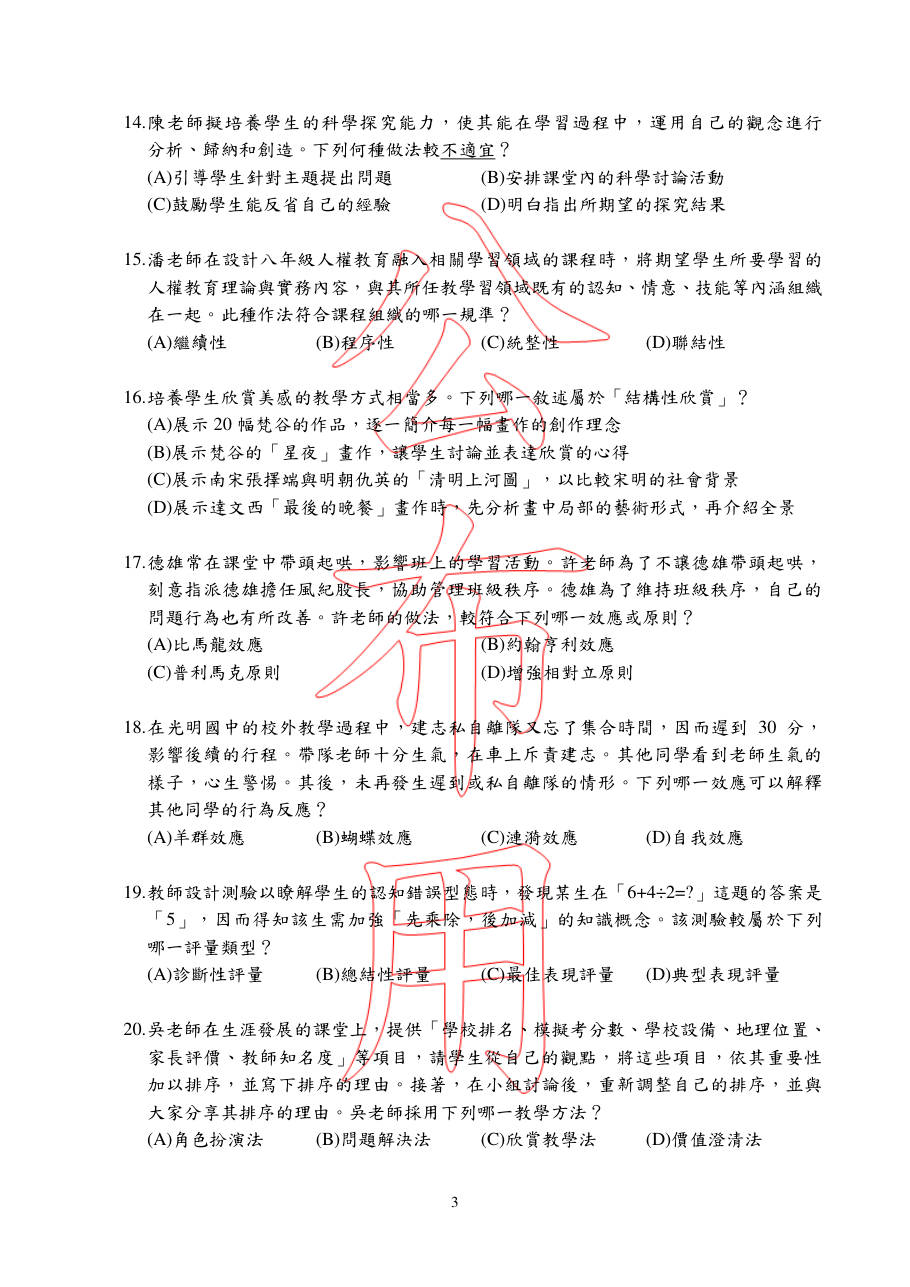 14.陳老師擬培養學生的科學探究能力，使其能在學習過程中，運用自己的觀念進行
分析、歸納和創造。下列何種做法較不適宜？
(A)引導學生針對主題提出問題 (B)安排課堂內的科學討論活動
(C)鼓勵學生能反省自己的經驗 (D)明白指出所期望的探究結果
15.潘老師在設計八年級人權教育融入相關學習領域的課程時，將期望學生所要學習的
人權教育理論與實務內容，與其所任教學習領域既有的認知、情意、技能等內涵組織
在一起。此種作法符合課程組織的哪一規準？
(A)繼續性 (B)程序性 (C)統整性 (D)聯結性
16.培養學生欣賞美感的教學方式相當多。下列哪一敘述屬於「結構性欣賞」？
(A)展示 20 幅梵谷的作品，逐一簡介每一幅畫作的創作理念
(B)展示梵谷的「星夜」畫作，讓學生討論並表達欣賞的心得
(C)展示南宋張擇端與明朝仇英的「清明上河圖」，以比較宋明的社會背景
(D)展示達文西「最後的晚餐」畫作時，先分析畫中局部的藝術形式，再介紹全景
17.德雄常在課堂中帶頭起哄，影響班上的學習活動。許老師為了不讓德雄帶頭起哄，
刻意指派德雄擔任風紀股長，協助管理班級秩序。德雄為了維持班級秩序，自己的
問題行為也有所改善。許老師的做法，較符合下列哪一效應或原則？
(A)比馬龍效應 (B)約翰亨利效應
(C)普利馬克原則 (D)增強相對立原則
18.在光明國中的校外教學過程中，建志私自離隊又忘了集合時間，因而遲到 30 分，
影響後續的行程。帶隊老師十分生氣，在車上斥責建志。其他同學看到老師生氣的
樣子，心生警惕。其後，未再發生遲到或私自離隊的情形。下列哪一效應可以解釋
其他同學的行為反應？
(A)羊群效應 (B)蝴蝶效應 (C)漣漪效應 (D)自我效應
19.教師設計測驗以瞭解學生的認知錯誤型態時，發現某生在「6+4÷2=?」這題的答案是
「5」，因而得知該生需加強「先乘除，後加減」的知識概念。該測驗較屬於下列
哪一評量類型？
(A)診斷性評量 (B)總結性評量 (C)最佳表現評量 (D)典型表現評量
20.吳老師在生涯發展的課堂上，提供「學校排名、模擬考分數、學校設備、地理位置、
家長評價、教師知名度」等項目，請學生從自己的觀點，將這些項目，依其重要性
加以排序，並寫下排序的理由。接著，在小組討論後，重新調整自己的排序，並與
大家分享其排序的理由。吳老師採用下列哪一教學方法？
(A)角色扮演法 (B)問題解決法 (C)欣賞教學法 (D)價值澄清法
3
公布用